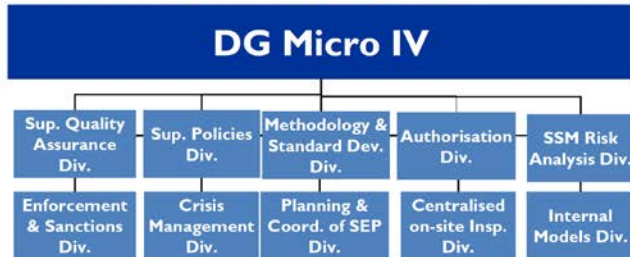 DG Micro IV
Sup. Quality
Assurance
Div.
Sup. Policies
Div.
Methodology &
Standard Dev.
Div.
Authorisation
Div.
SSM Risk
Analysis Div.
Enforcement
& Sanctions
Div.
Crisis
Management
Div.
Planning &
Coord. of SEP
Div.
Centralised
on-site Insp.
Div.
Internal
Models Div.